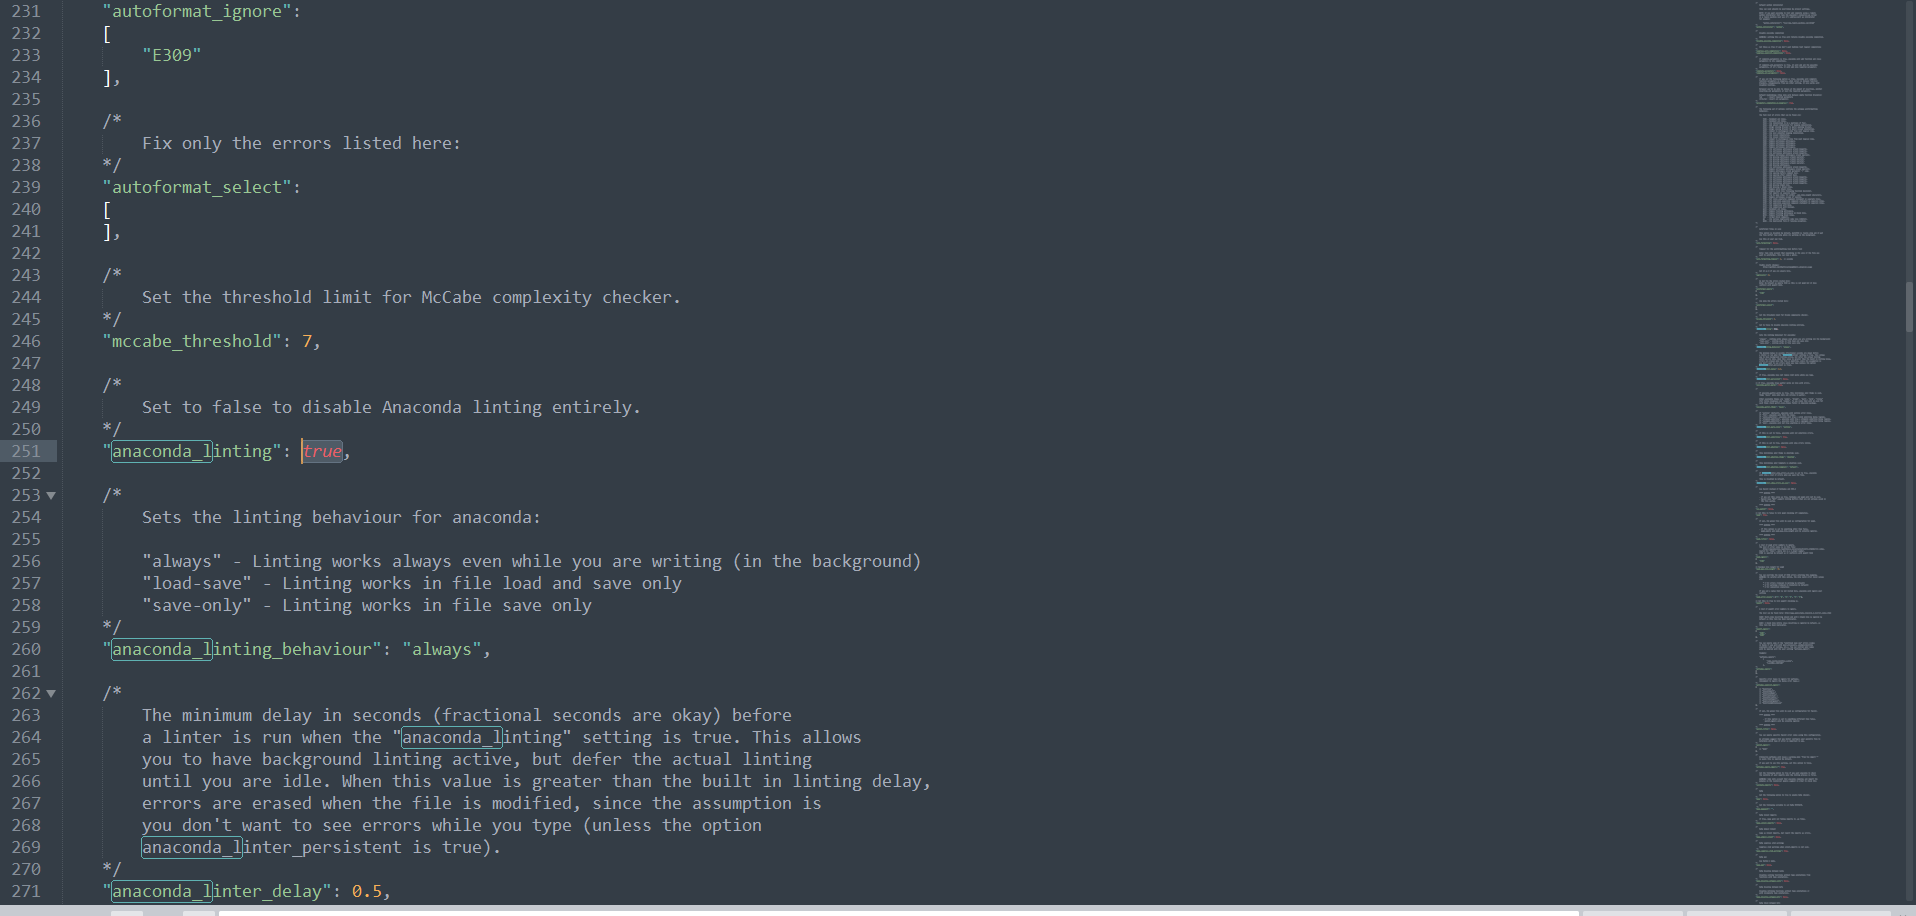 231 "autoformat_ignore":
232 [
233 "E309"
234 ],
235
236 /*
237 Fix only the errors listed here:
238 */
239 "autoformat_select":
240 [
241 ],
242
243 /*
244 Set the threshold limit for McCabe complexity checker.
245 */
246 "mccabe_threshold": 7,
247
248 /*
249 Set to false to disable Anaconda linting entirely.
250 */
251 "anaconda_linting": true,
252
253 /*
254 Sets the linting behaviour for anaconda:
255
256 "always" - Linting works always even while you are writing (in the background)
257 "load-save" - Linting works in file load and save only
258 "save-only" - Linting works in file save only
259 */
260 "anaconda_linting_behaviour": "always",
261
262 /*
263 The minimum delay in seconds (fractional seconds are okay) before
264 a linter is run when the "anaconda_linting" setting is true. This allows
265 you to have background linting active, but defer the actual linting
266 until you are idle. When this value is greater than the built in linting delay,
267 errors are erased when the file is modified, since the assumption is
268 you don't want to see errors while you type (unless the option
269 anaconda_linter_persistent is true).
270 */
271 "anaconda_linter_delay": 0.5,